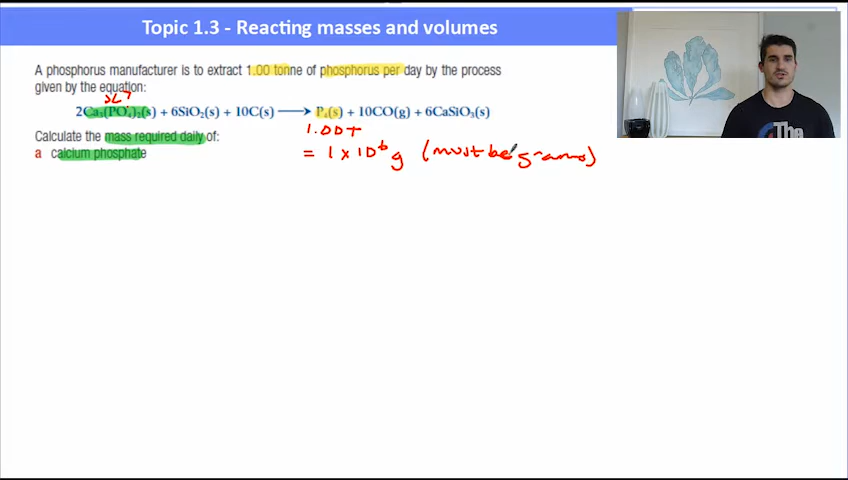 Topic 1.3 - Reacting masses and volumes
A phosphorus manufacturer is to extract 1.00 tonne of phosphorus per day by the process
given by the equation:
2Ca₃(PO₄)₂(s) + 6SiO₂(s) + 10C(s) ⟶ P₄(s) + 10CO(g) + 6CaSiO₃(s)
1.00t
Calculate the mass required daily of:
a calcium phosphate
= 1 x 10⁶ g (must be grams)
The